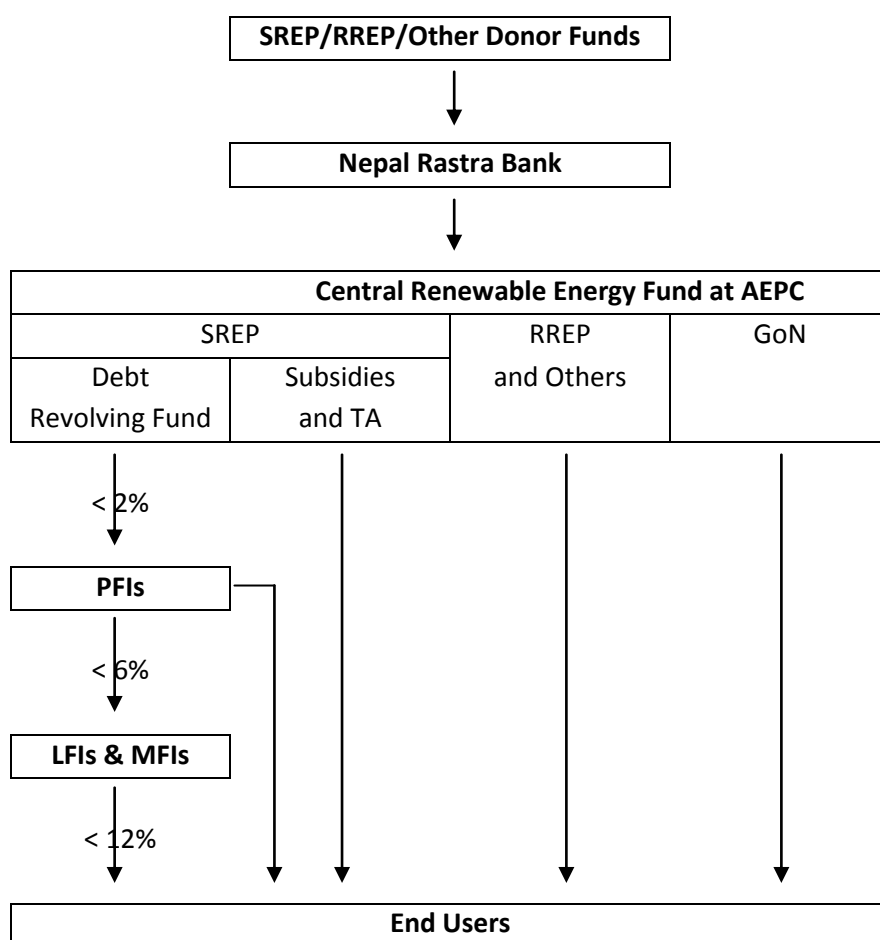 SREP/RREP/Other Donor Funds
Nepal Rastra Bank
Central Renewable Energy Fund at AEPC
SREP
RREP
and Others
GoN
Debt
Revolving Fund
Subsidies
and TA
< 2%
PFIs
< 6%
LFIs & MFIs
< 12%
End Users